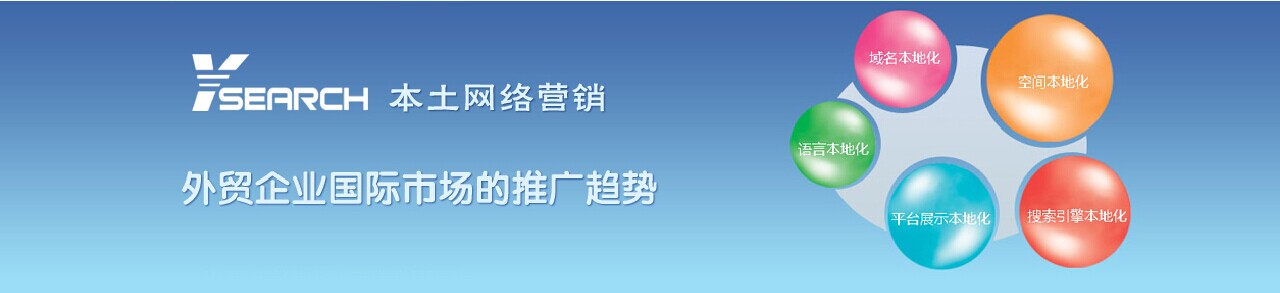 YSEARCH 本土网络营销
外贸企业国际市场的推广趋势
域名本地化
空间本地化
语言本地化
平台展示本地化
搜索引擎本地化